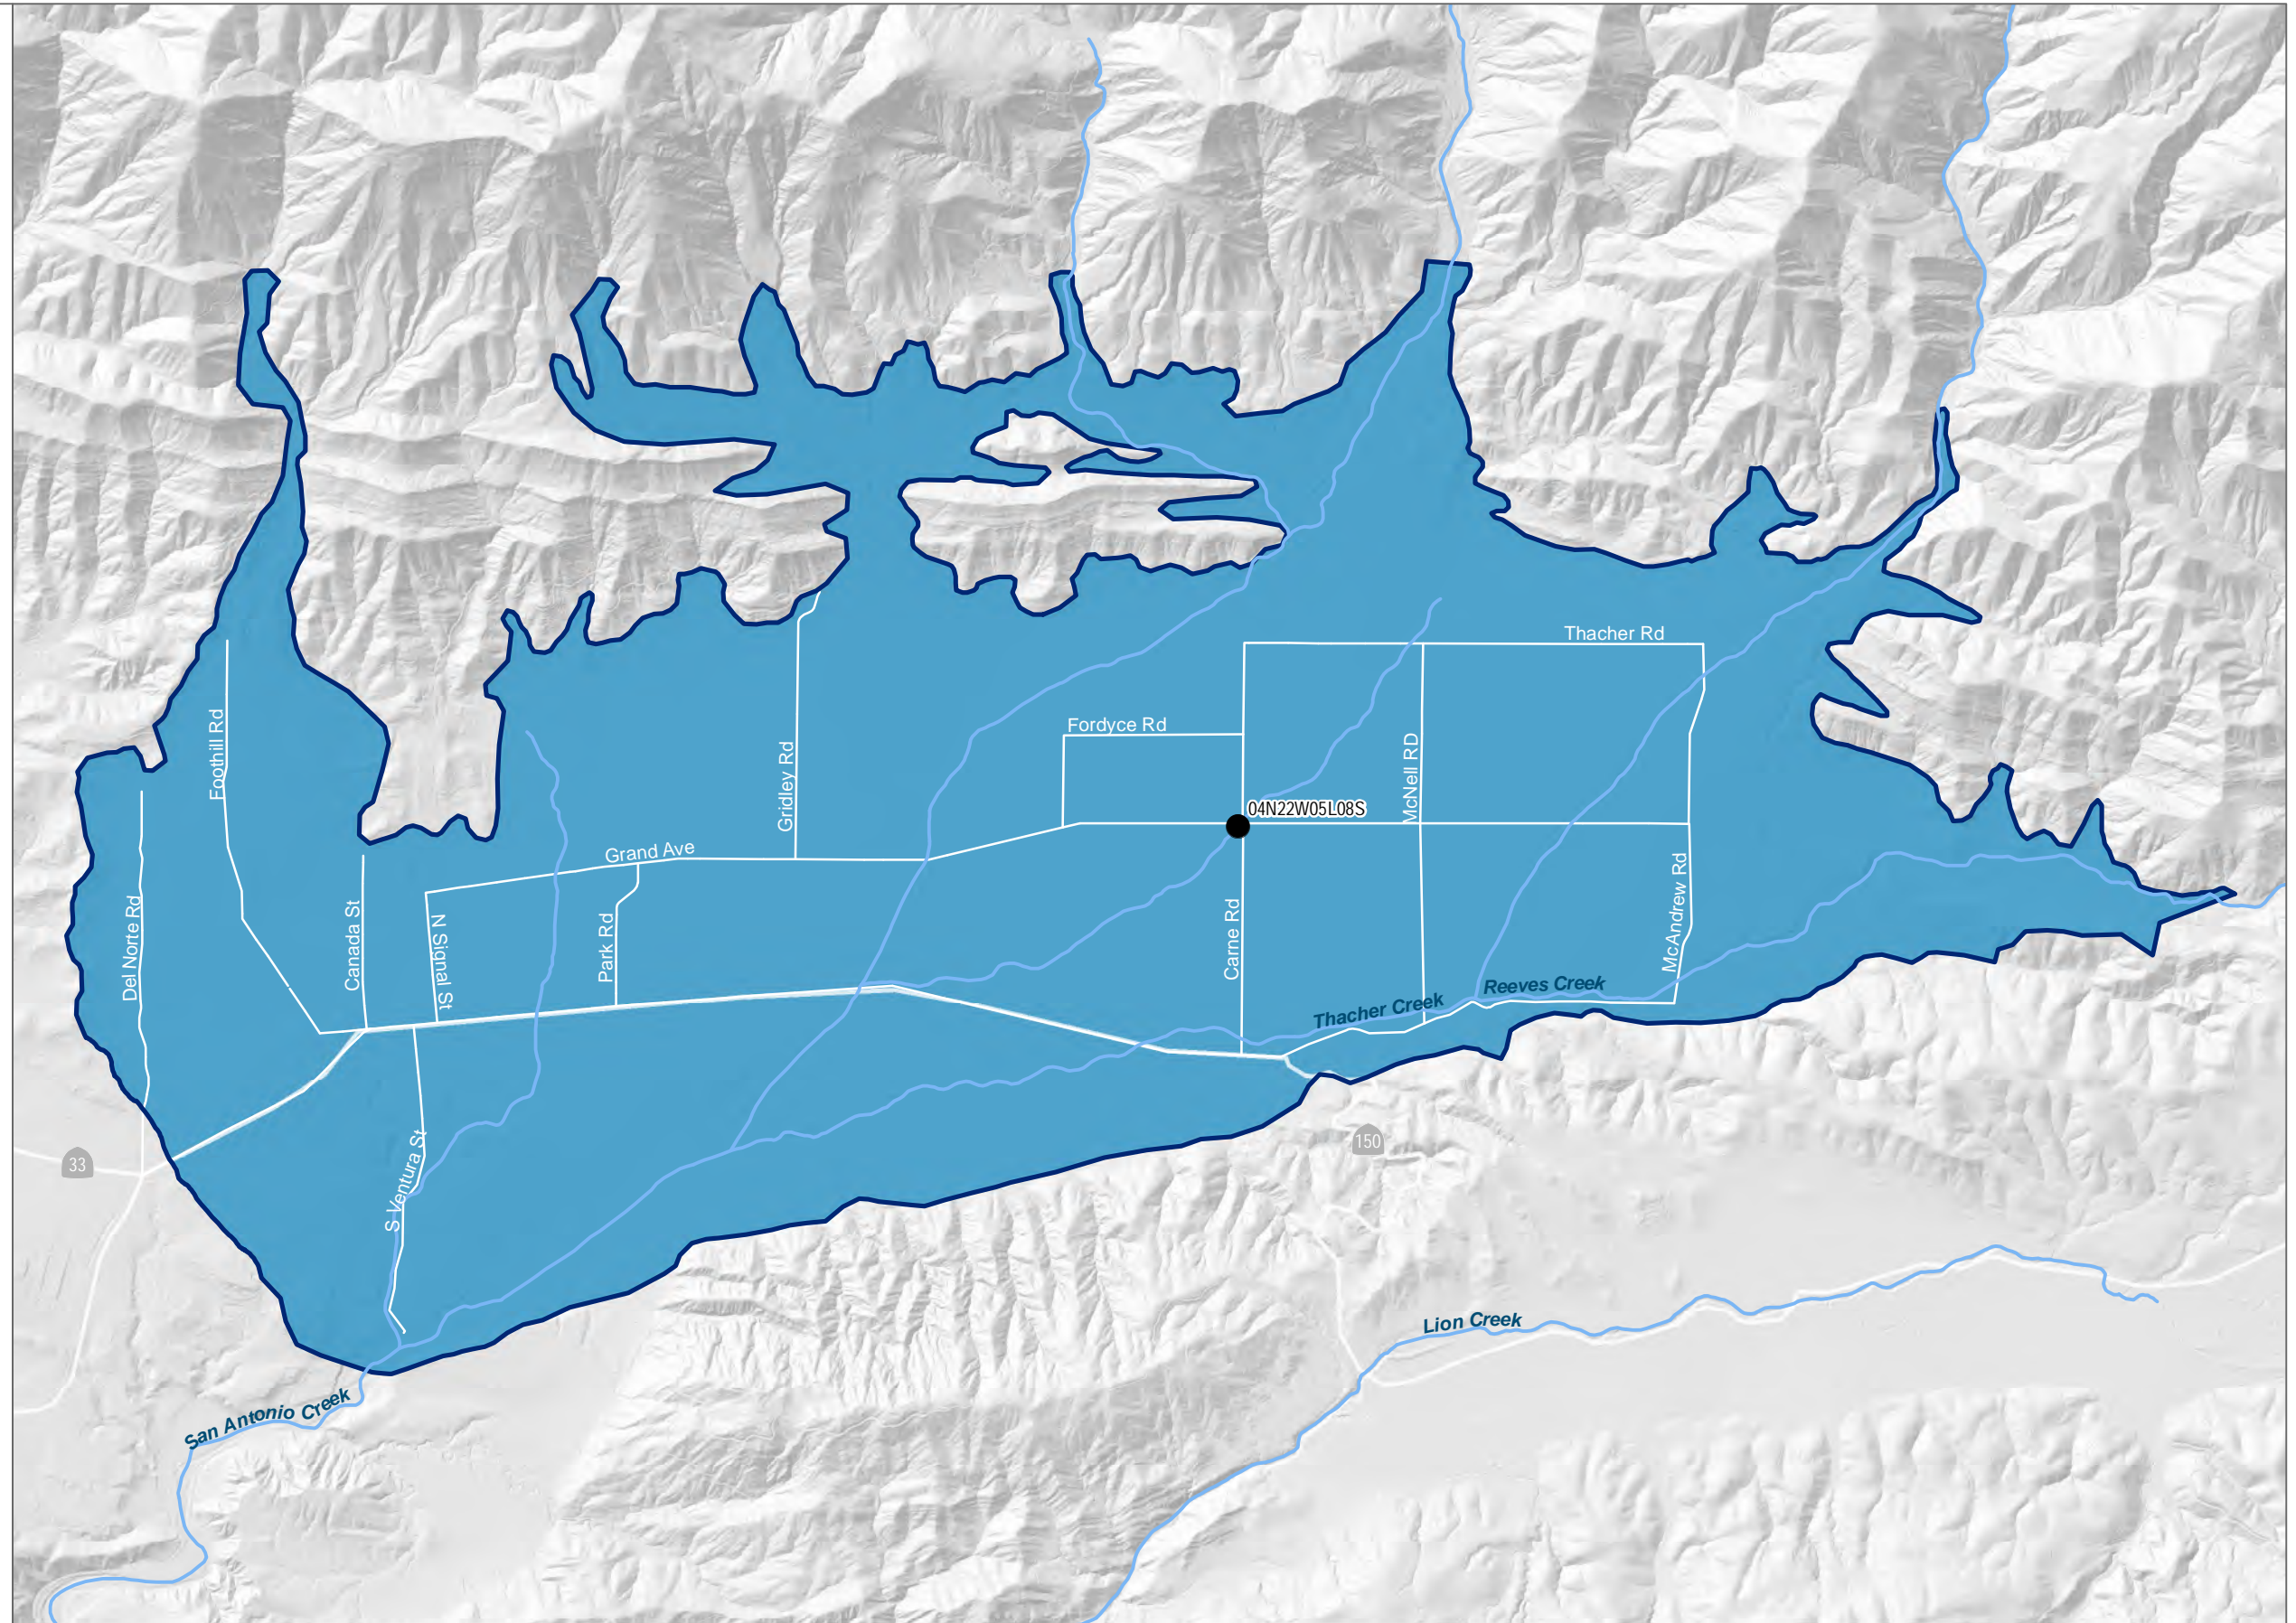 Thacher Rd
Foothill Rd
Fordyce Rd
Gridley Rd
McNell RD
04N22W05L08S
Grand Ave
McAndrew Rd
Del Norte Rd
Canada St
N Signal St
Park Rd
Carne Rd
Reeves Creek
Thacher Creek
33
150
S Ventura St
Lion Creek
San Antonio Creek